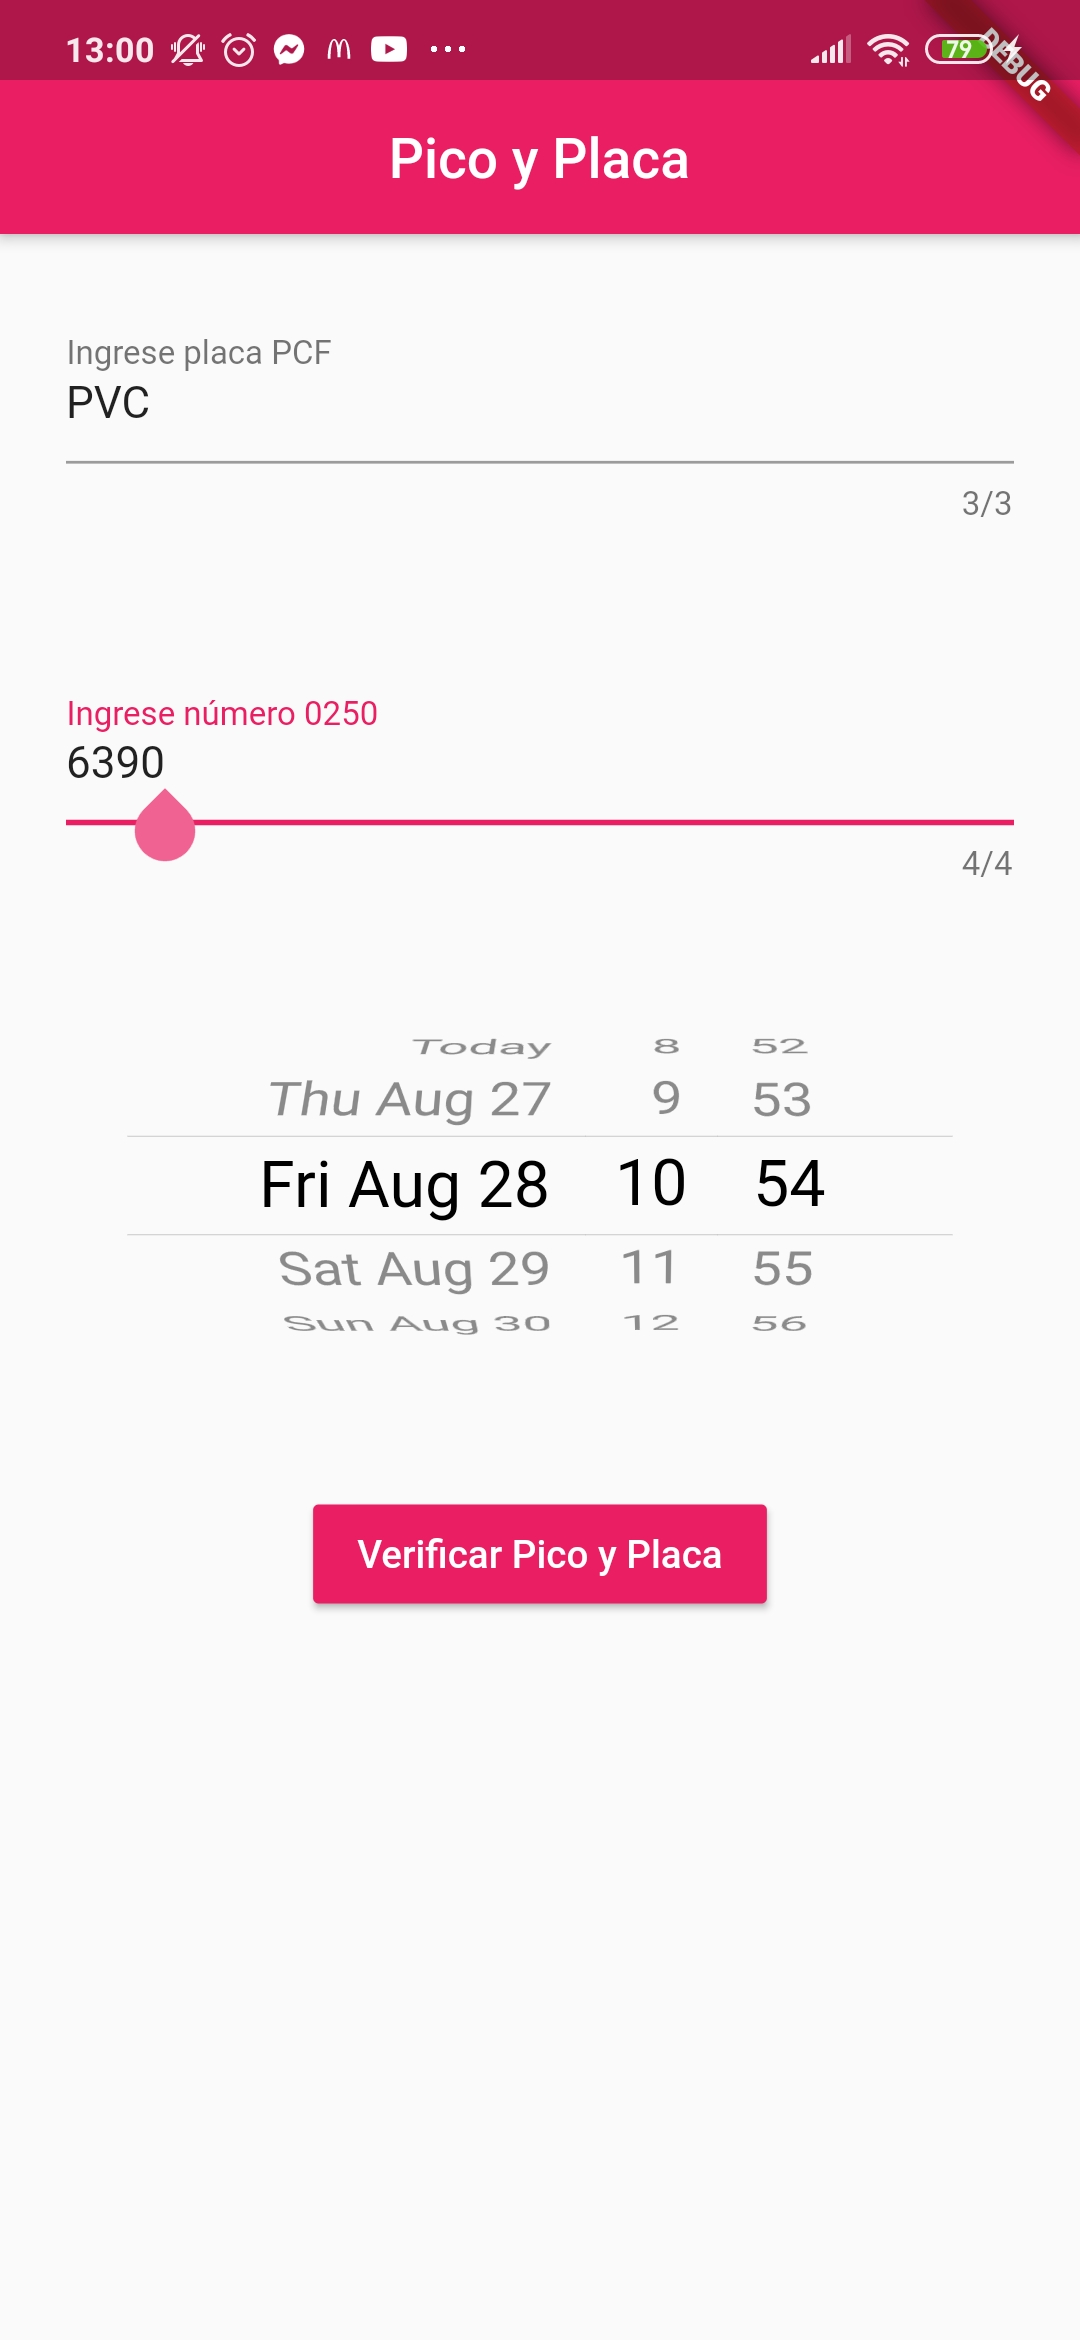 13:00
79
DEBUG
Pico y Placa
Ingrese placa PCF
PVC
3/3
Ingrese número 0250
6390
4/4
Today 8 52
Thu Aug 27 9 53
Fri Aug 28 10 54
Sat Aug 29 11 55
Sun Aug 30 12 56
Verificar Pico y Placa